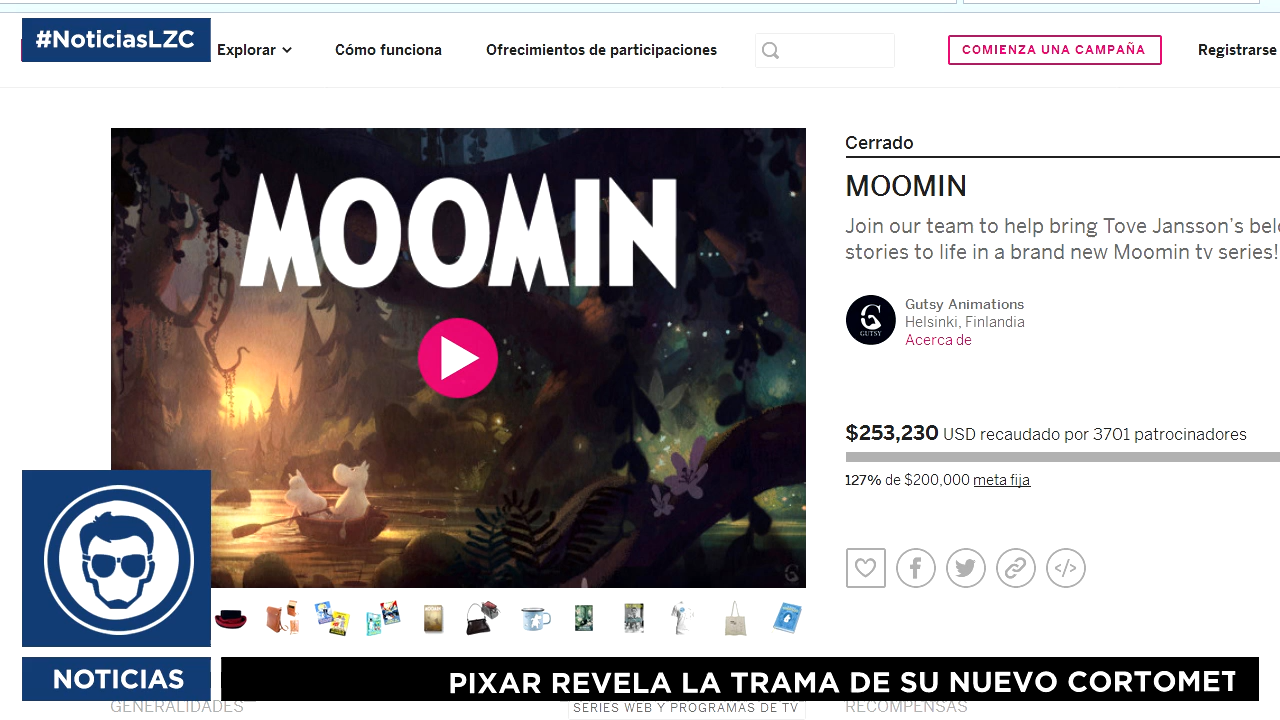 #NoticiasLZC
Explorar
Cómo funciona
Ofrecimientos de participaciones
COMIENZA UNA CAMPAÑA
Registrarse
MOOMIN
Cerrado
MOOMIN
Join our team to help bring Tove Jansson's bel
stories to life in a brand new Moomin tv series!
Gutsy Animations
Helsinki, Finlandia
Acerca de
GUTSY
$253,230 USD recaudado por 3701 patrocinadores
127% de $200,000 meta fija
NOTICIAS
PIXAR REVELA LA TRAMA DE SU NUEVO CORTOMET
GENERALIDADES
SERIES WEB Y PROGRAMAS DE TV
RECOMPENSAS